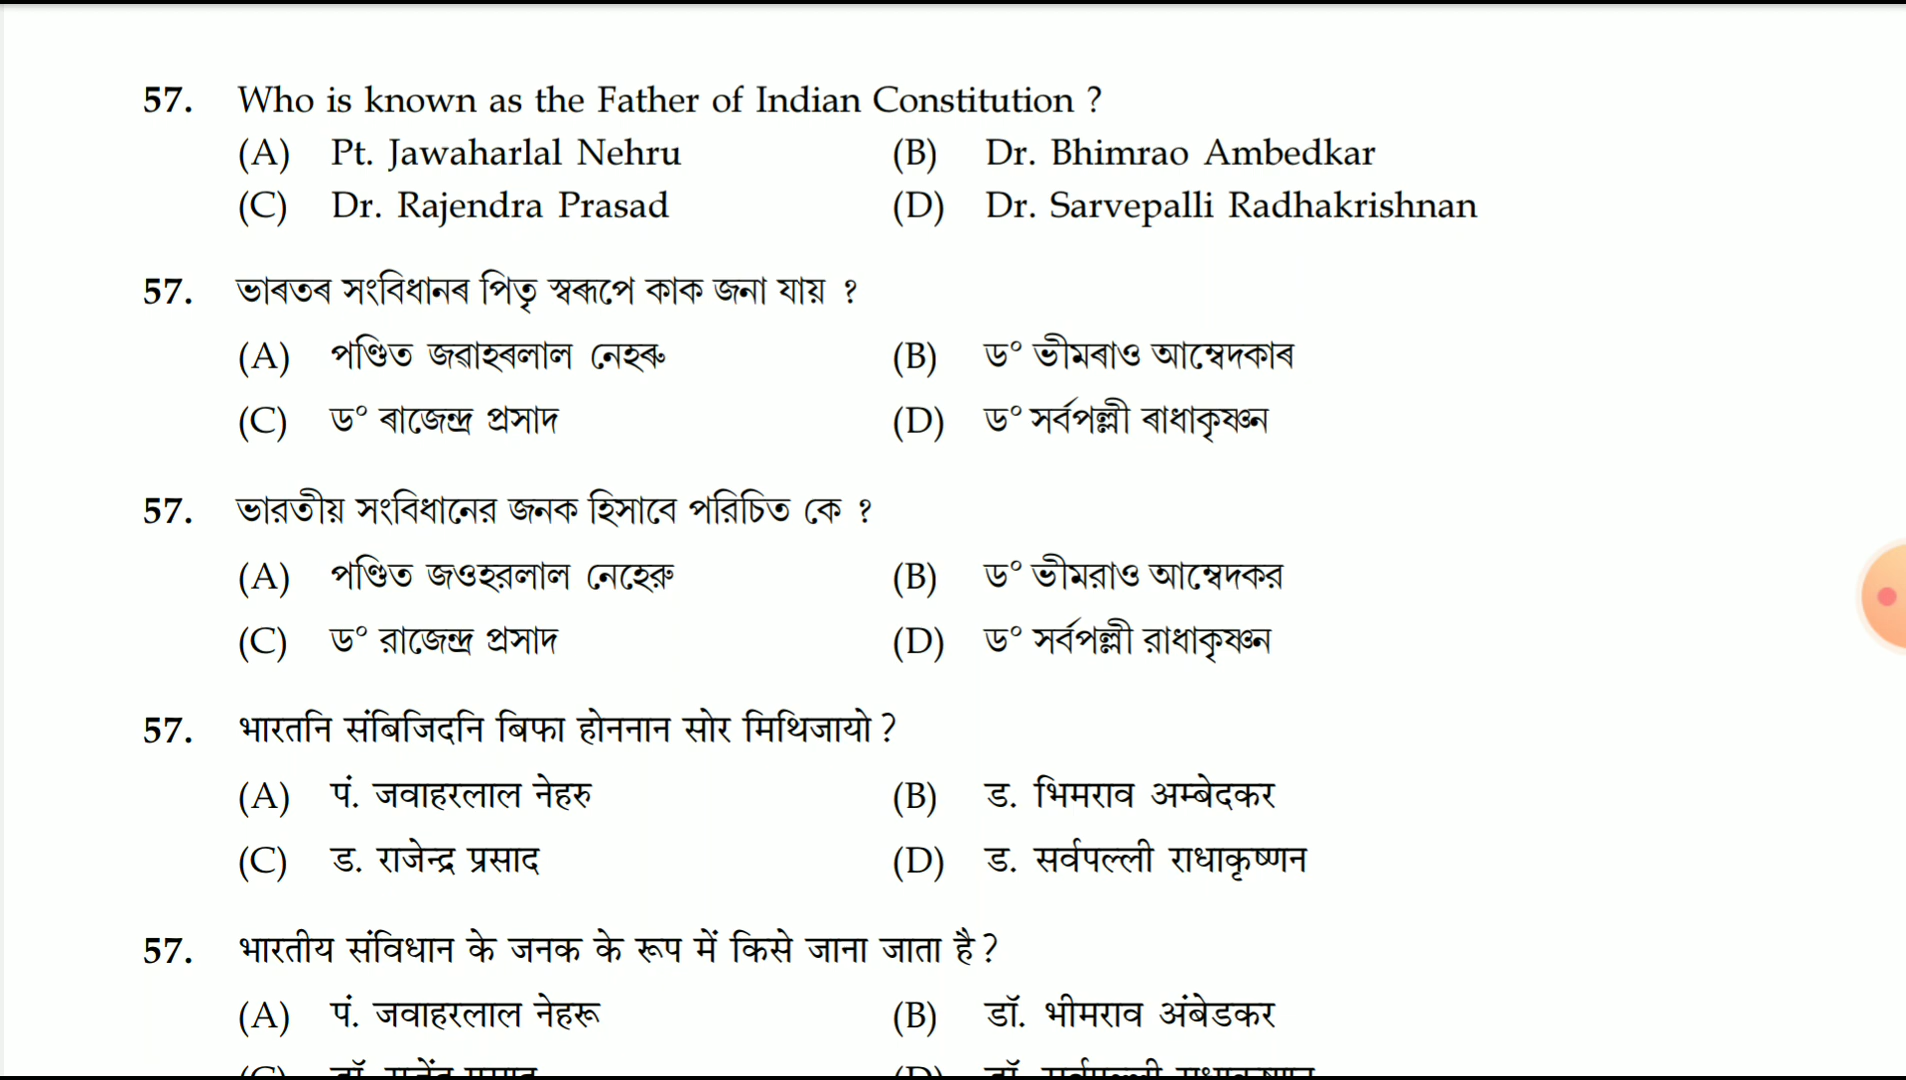 57. Who is known as the Father of Indian Constitution ?
(A) Pt. Jawaharlal Nehru (B) Dr. Bhimrao Ambedkar
(C) Dr. Rajendra Prasad (D) Dr. Sarvepalli Radhakrishnan
57. ভাৰতৰ সংবিধানৰ পিতৃ স্বৰূপে কাক জনা যায় ?
(A) পণ্ডিত জৱাহৰলাল নেহৰু (B) ড° ভীমৰাও আম্বেদকাৰ
(C) ড° ৰাজেন্দ্ৰ প্ৰসাদ (D) ড° সৰ্বপল্লী ৰাধাকৃষ্ণন
57. ভারতীয় সংবিধানের জনক হিসাবে পরিচিত কে ?
(A) পণ্ডিত জওহরলাল নেহেরু (B) ড° ভীমরাও আম্বেদকর
(C) ড° রাজেন্দ্র প্রসাদ (D) ড° সর্বপল্লী রাধাকৃষ্ণন
57. भारतनि संबिजिदनि बिफा होननान सोर मिथिजायो ?
(A) पं. जवाहरलाल नेहरु (B) ड. भिमराव अम्बेदकर
(C) ड. राजेन्द्र प्रसाद (D) ड. सर्वपल्ली राधाकृष्णन
57. भारतीय संविधान के जनक के रूप में किसे जाना जाता है ?
(A) पं. जवाहरलाल नेहरू (B) डॉ. भीमराव अंबेडकर